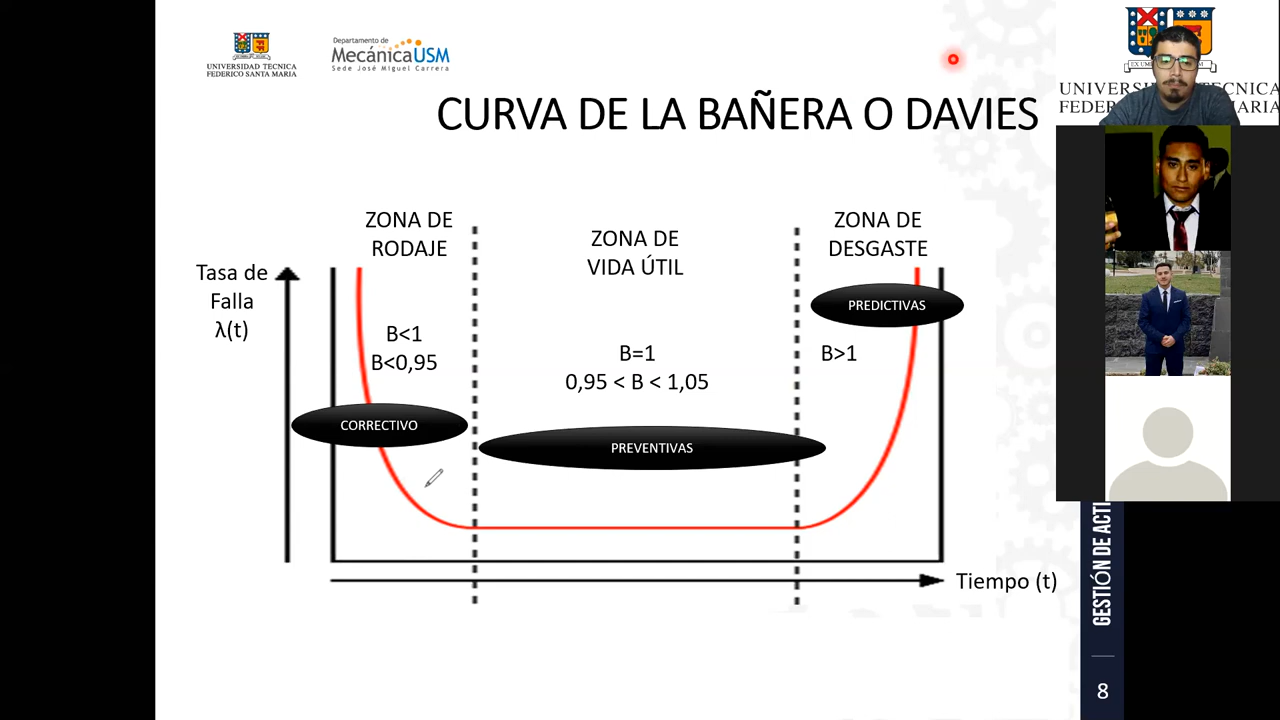 UNIVERSIDAD TECNICA
FEDERICO SANTA MARIA
Departamento de
MecánicaUSM
Sede José Miguel Carrera
CURVA DE LA BAÑERA O DAVIES
ZONA DE
RODAJE
ZONA DE
VIDA ÚTIL
ZONA DE
DESGASTE
Tasa de
Falla
λ(t)
B<1
B<0,95
B=1
0,95 < B < 1,05
B>1
CORRECTIVO
PREVENTIVAS
PREDICTIVAS
Tiempo (t)
GESTIÓN DE ACTI
8